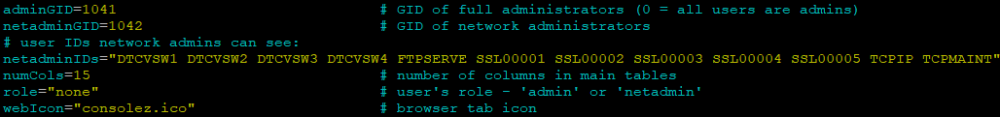 adminGID=1041 # GID of full administrators (0 = all users are admins)
netadminGID=1042 # GID of network administrators
# user IDs network admins can see:
netadminIDs="DTCVSW1 DTCVSW2 DTCVSW3 DTCVSW4 FTPSERVE SSL00001 SSL00002 SSL00003 SSL00004 SSL00005 TCPIP TCPMAINT"
numCols=15 # number of columns in main tables
role="none" # user's role - 'admin' or 'netadmin'
webIcon="consolez.ico" # browser tab icon